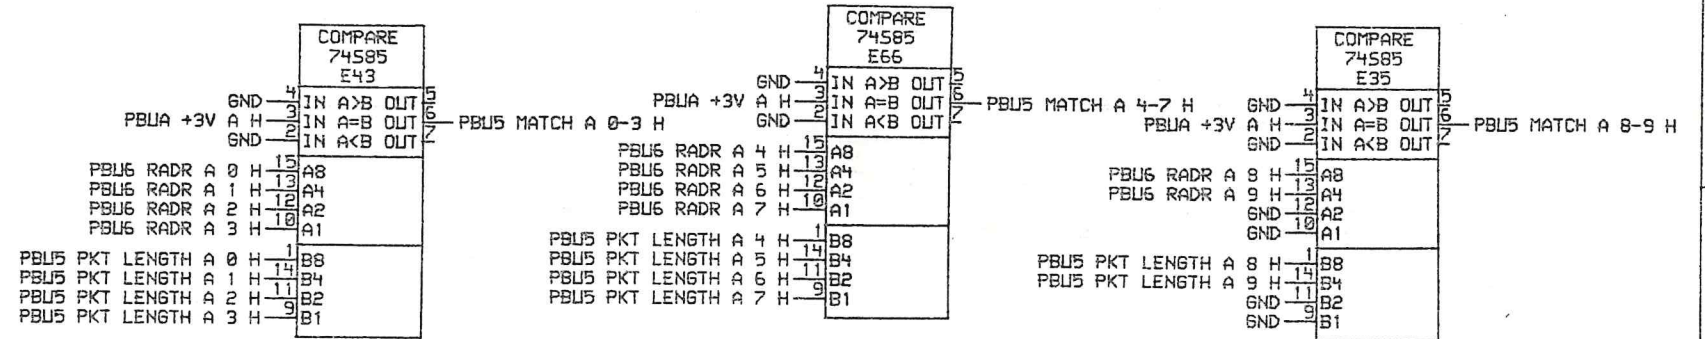 COMPARE
74S85
E43
GND 4 IN A>B OUT 5
PBUA +3V A H 3 IN A=B OUT 6 PBU5 MATCH A 0-3 H
GND 2 IN A<B OUT 7
PBU6 RADR A 0 H 15 A8
PBU6 RADR A 1 H 13 A4
PBU6 RADR A 2 H 12 A2
PBU6 RADR A 3 H 10 A1
PBU5 PKT LENGTH A 0 H 1 B8
PBU5 PKT LENGTH A 1 H 14 B4
PBU5 PKT LENGTH A 2 H 11 B2
PBU5 PKT LENGTH A 3 H 9 B1
COMPARE
74S85
E66
GND 4 IN A>B OUT 5
PBUA +3V A H 3 IN A=B OUT 6 PBU5 MATCH A 4-7 H
GND 2 IN A<B OUT 7
PBU6 RADR A 4 H 15 A8
PBU6 RADR A 5 H 13 A4
PBU6 RADR A 6 H 12 A2
PBU6 RADR A 7 H 10 A1
PBU5 PKT LENGTH A 4 H 1 B8
PBU5 PKT LENGTH A 5 H 14 B4
PBU5 PKT LENGTH A 6 H 11 B2
PBU5 PKT LENGTH A 7 H 9 B1
COMPARE
74S85
E35
GND 4 IN A>B OUT 5
PBUA +3V A H 3 IN A=B OUT 6 PBU5 MATCH A 8-9 H
GND 2 IN A<B OUT 7
PBU6 RADR A 8 H 15 A8
PBU6 RADR A 9 H 13 A4
GND 12 A2
GND 10 A1
PBU5 PKT LENGTH A 8 H 1 B8
PBU5 PKT LENGTH A 9 H 14 B4
GND 11 B2
GND 9 B1